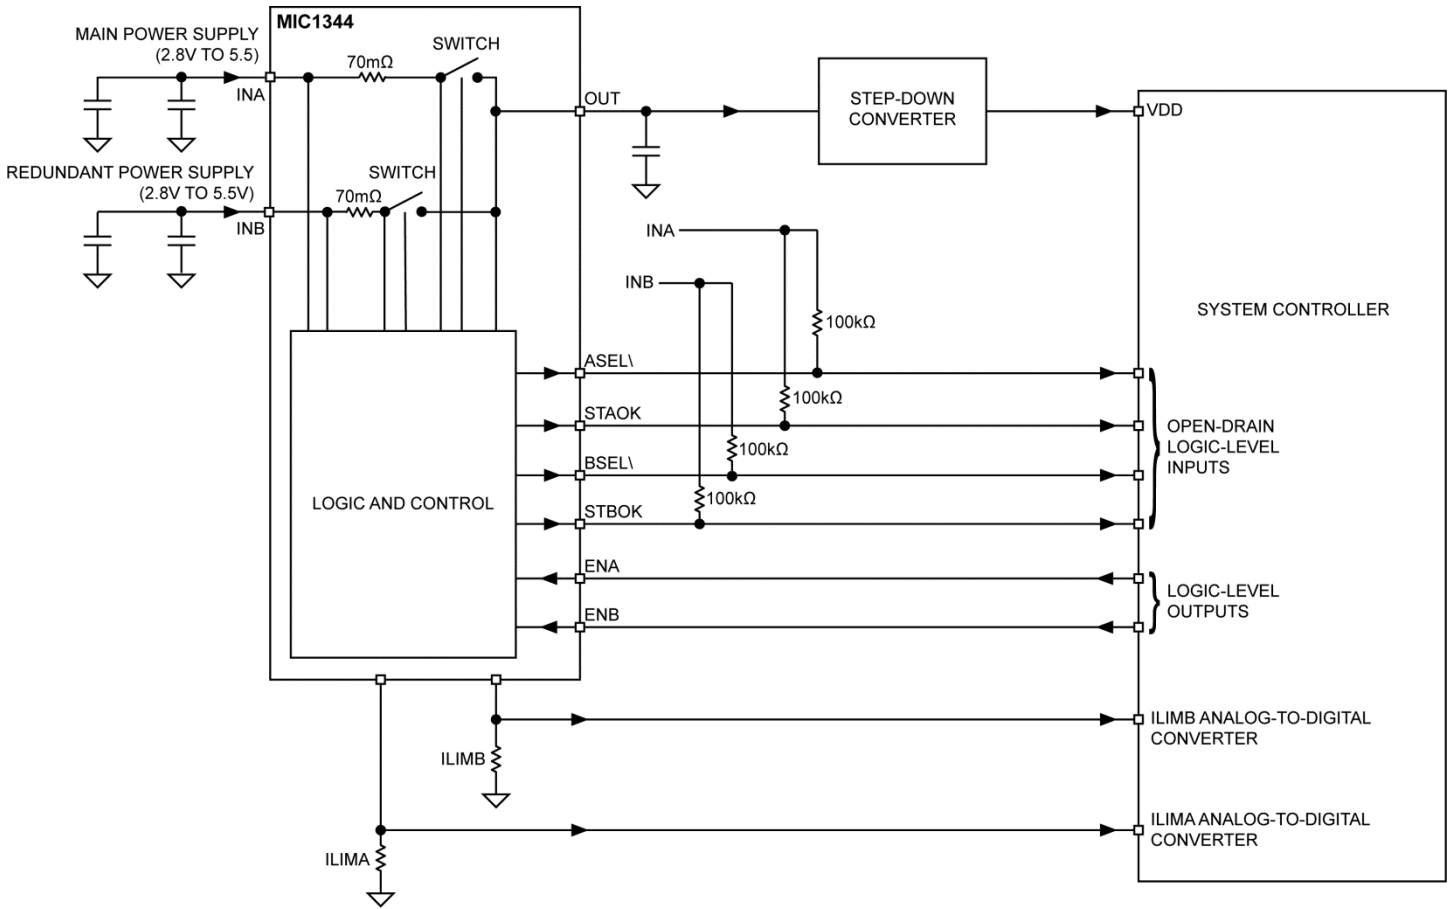 MIC1344
MAIN POWER SUPPLY
(2.8V TO 5.5)
INA
70mΩ
SWITCH
OUT
STEP-DOWN
CONVERTER
VDD
REDUNDANT POWER SUPPLY
(2.8V TO 5.5V)
INB
70mΩ
SWITCH
INA
INB
SYSTEM CONTROLLER
100kΩ
ASEL\
100kΩ
STAOK
100kΩ
BSEL\
100kΩ
STBOK
OPEN-DRAIN
LOGIC-LEVEL
INPUTS
LOGIC AND CONTROL
ENA
ENB
LOGIC-LEVEL
OUTPUTS
ILIMB
ILIMB ANALOG-TO-DIGITAL
CONVERTER
ILIMA
ILIMA ANALOG-TO-DIGITAL
CONVERTER